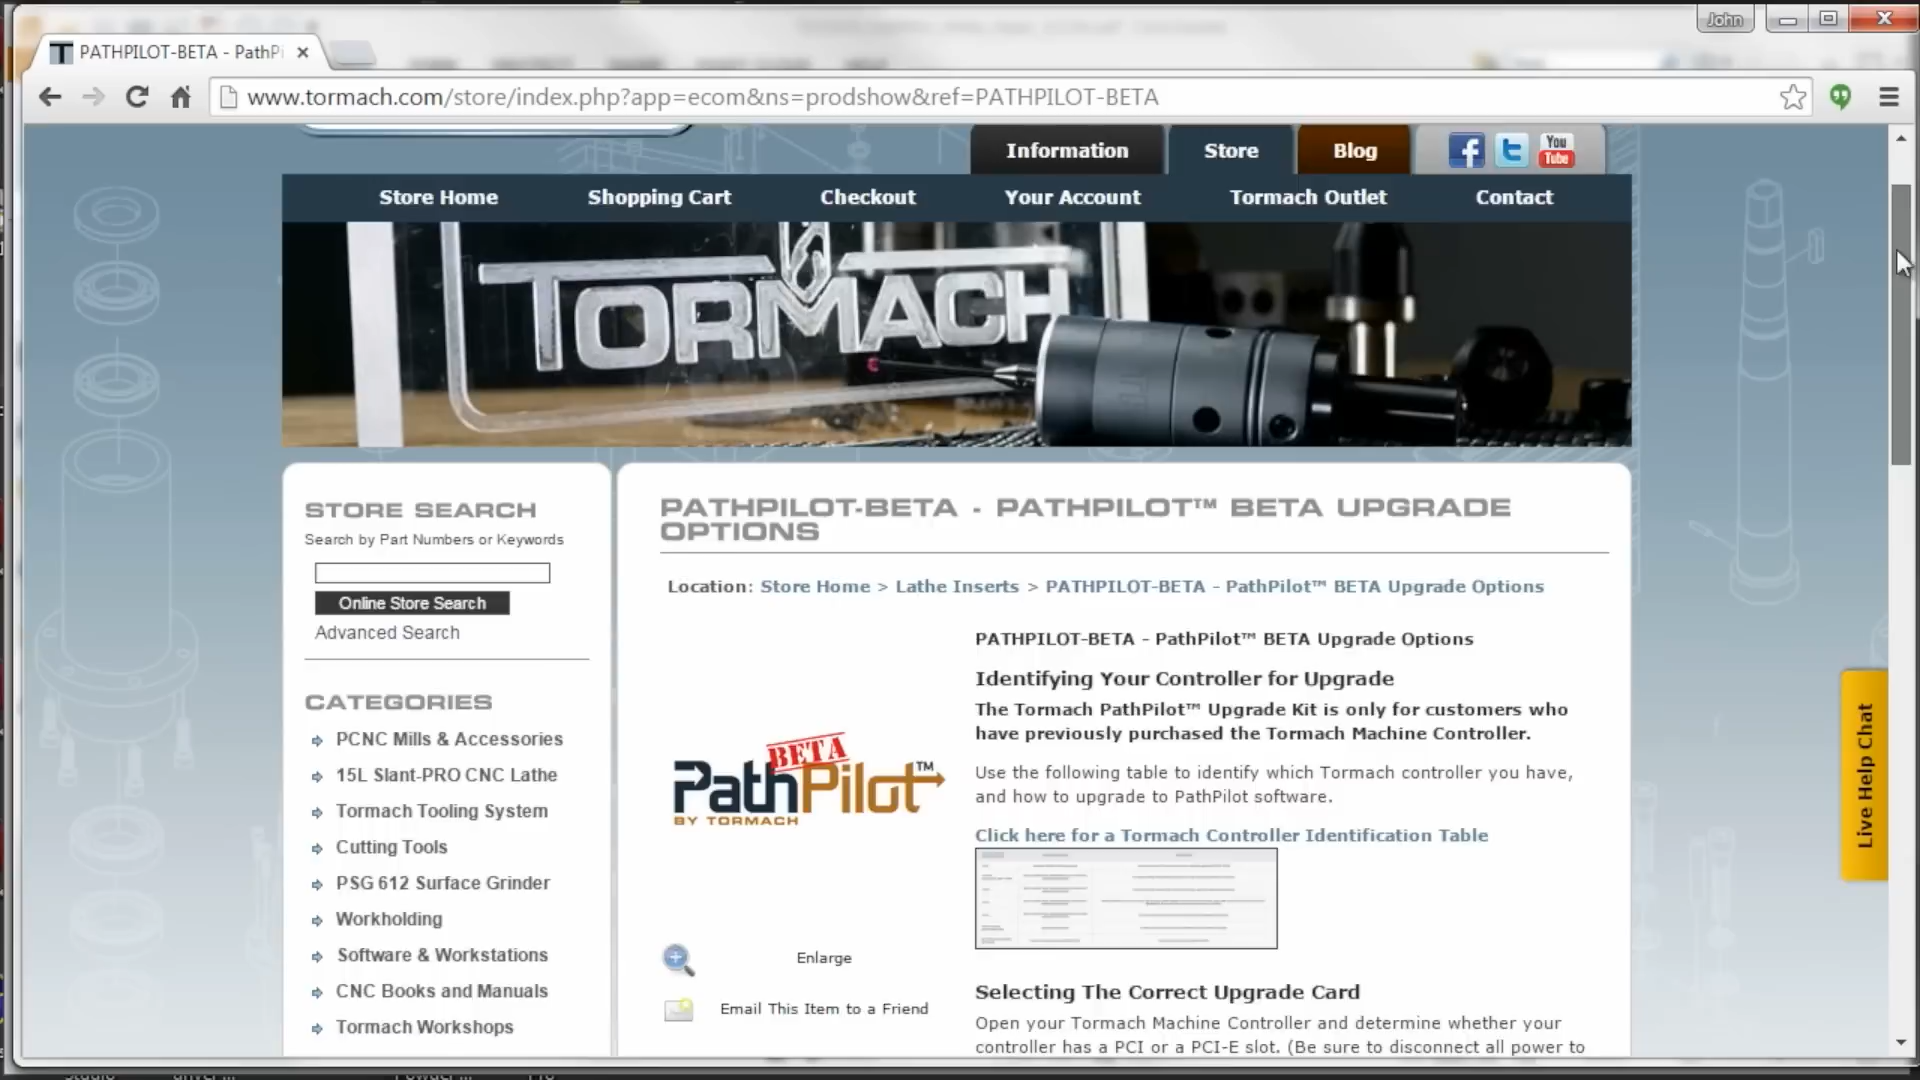 John
PATHPILOT-BETA - PathPi
www.tormach.com/store/index.php?app=ecom&ns=prodshow&ref=PATHPILOT-BETA
Information
Store
Blog
You
Tube
Store Home
Shopping Cart
Checkout
Your Account
Tormach Outlet
Contact
TORMACH
STORE SEARCH
Search by Part Numbers or Keywords
Online Store Search
Advanced Search
CATEGORIES
PCNC Mills & Accessories
15L Slant-PRO CNC Lathe
Tormach Tooling System
Cutting Tools
PSG 612 Surface Grinder
Workholding
Software & Workstations
CNC Books and Manuals
Tormach Workshops
PATHPILOT-BETA - PATHPILOT™ BETA UPGRADE
OPTIONS
Location: Store Home > Lathe Inserts > PATHPILOT-BETA - PathPilot™ BETA Upgrade Options
BETA
PathPilot™
BY TORMACH
Enlarge
Email This Item to a Friend
PATHPILOT-BETA - PathPilot™ BETA Upgrade Options
Identifying Your Controller for Upgrade
The Tormach PathPilot™ Upgrade Kit is only for customers who
have previously purchased the Tormach Machine Controller.
Use the following table to identify which Tormach controller you have,
and how to upgrade to PathPilot software.
Click here for a Tormach Controller Identification Table
Selecting The Correct Upgrade Card
Open your Tormach Machine Controller and determine whether your
controller has a PCI or a PCI-E slot. (Be sure to disconnect all power to
Live Help Chat